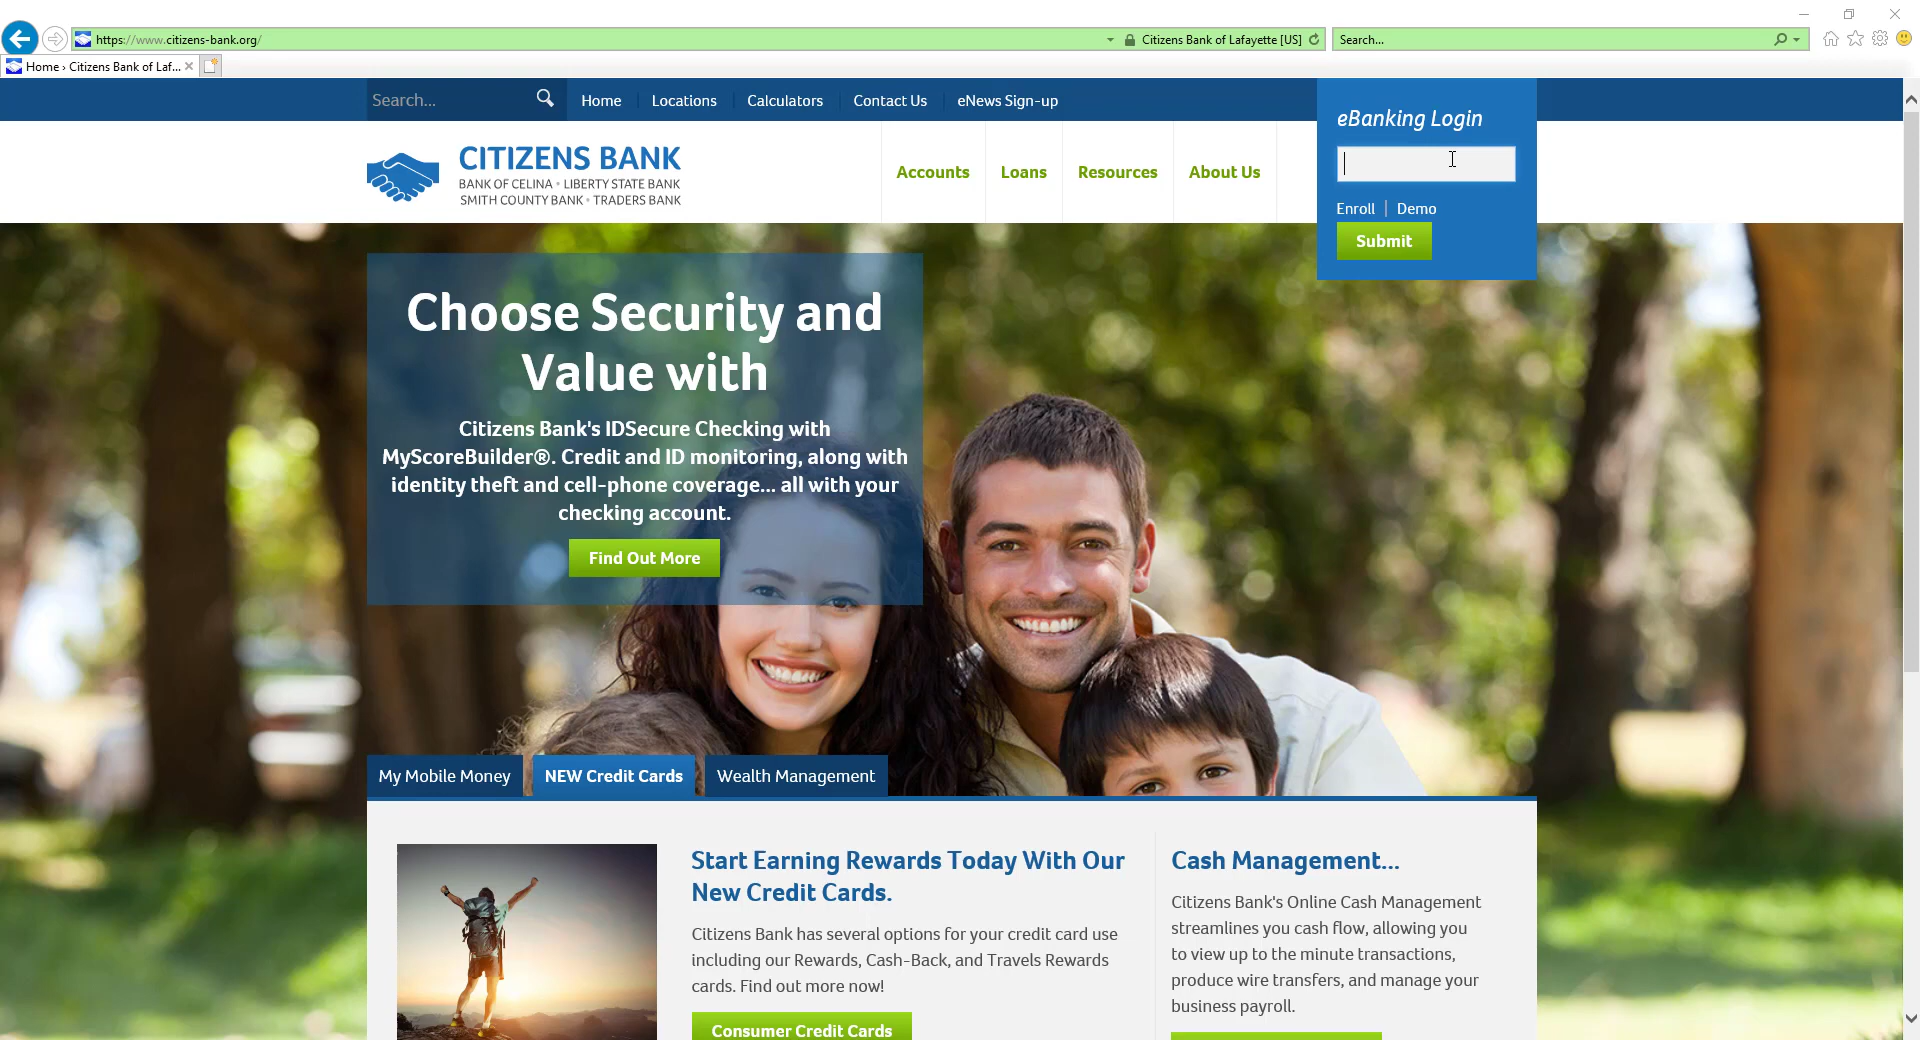 https://www.citizens-bank.org/
Citizens Bank of Lafayette [US]
Search...
Home › Citizens Bank of Laf...
Search...
Home
Locations
Calculators
Contact Us
eNews Sign-up
eBanking Login
Enroll | Demo
Submit
CITIZENS BANK
BANK OF CELINA • LIBERTY STATE BANK
SMITH COUNTY BANK • TRADERS BANK
Accounts
Loans
Resources
About Us
Choose Security and
Value with
Citizens Bank's IDSecure Checking with
MyScoreBuilder®. Credit and ID monitoring, along with
identity theft and cell-phone coverage... all with your
checking account.
Find Out More
My Mobile Money
NEW Credit Cards
Wealth Management
Start Earning Rewards Today With Our
New Credit Cards.
Citizens Bank has several options for your credit card use
including our Rewards, Cash-Back, and Travels Rewards
cards. Find out more now!
Consumer Credit Cards
Cash Management...
Citizens Bank's Online Cash Management
streamlines you cash flow, allowing you
to view up to the minute transactions,
produce wire transfers, and manage your
business payroll.